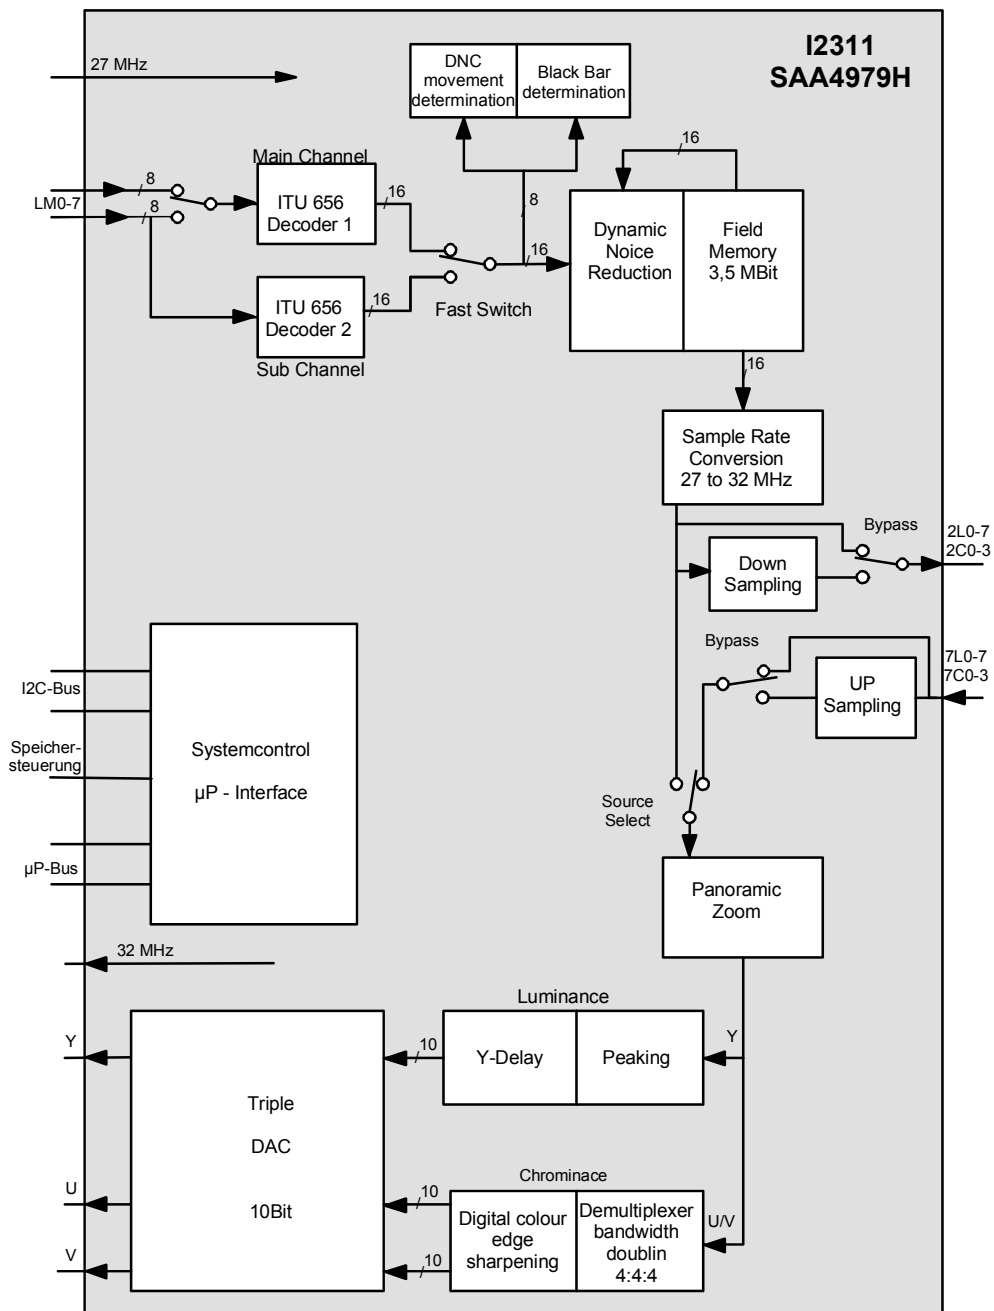 I2311
SAA4979H
27 MHz
DNC
movement
determination
Black Bar
determination
Main Channel
8
LM0-7
8
ITU 656
Decoder 1
16
16
8
16
Dynamic
Noice
Reduction
Field
Memory
3,5 MBit
ITU 656
Decoder 2
16
Fast Switch
Sub Channel
16
Sample Rate
Conversion
27 to 32 MHz
Bypass
2L0-7
2C0-3
Down
Sampling
Bypass
7L0-7
7C0-3
UP
Sampling
I2C-Bus
Speicher-
steuerung
µP-Bus
Systemcontrol
µP - Interface
Source
Select
Panoramic
Zoom
32 MHz
Luminance
Y
10
Y-Delay
Peaking
Y
Triple
DAC
10Bit
Chrominace
U
10
V
10
Digital colour
edge
sharpening
Demultiplexer
bandwidth
doublin
4:4:4
U/V